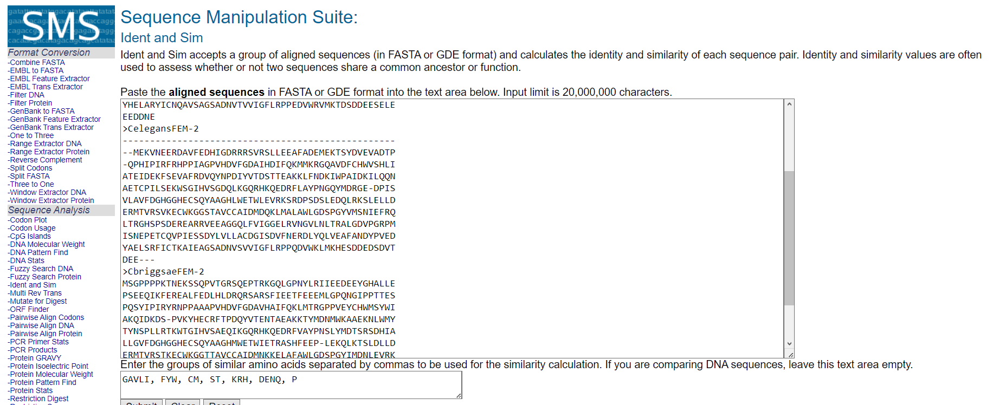 SMS
Sequence Manipulation Suite:
Ident and Sim
Format Conversion
-Combine FASTA
-EMBL to FASTA
-EMBL Feature Extractor
-EMBL Trans Extractor
-Filter DNA
-Filter Protein
-GenBank to FASTA
-GenBank Feature Extractor
-GenBank Trans Extractor
-One to Three
-Range Extractor DNA
-Range Extractor Protein
-Reverse Complement
-Split Codons
-Split FASTA
-Three to One
-Window Extractor DNA
-Window Extractor Protein
Sequence Analysis
-Codon Plot
-Codon Usage
-CpG Islands
-DNA Molecular Weight
-DNA Pattern Find
-DNA Stats
-Fuzzy Search DNA
-Fuzzy Search Protein
-Ident and Sim
-Multi Rev Trans
-Mutate for Digest
-ORF Finder
-Pairwise Align Codons
-Pairwise Align DNA
-Pairwise Align Protein
-PCR Primer Stats
-PCR Products
-Protein GRAVY
-Protein Isoelectric Point
-Protein Molecular Weight
-Protein Pattern Find
-Protein Stats
-Restriction Digest
Ident and Sim accepts a group of aligned sequences (in FASTA or GDE format) and calculates the identity and similarity of each sequence pair. Identity and similarity values are often
used to assess whether or not two sequences share a common ancestor or function.
Paste the aligned sequences in FASTA or GDE format into the text area below. Input limit is 20,000,000 characters.
YHELARYICNQAVSAGSADNVTVVIGFLRPPEDVWRVMKTDSDDEESELE
EEDDNE
>CelegansFEM-2
--------------------------------------------------
--MEKVNEERDAVFEDHIGDRRRSVRSLLEEAFADEMEKTSYDVEVADTP
-QPHIPIRFRHPPIAGPVHDVFGDAIHDIFQKMMKRGQAVDFCHWVSHLI
ATEIDEKFSEVAFRDVQYNPDIYVTDSTTEAKKLFNDKIWPAIDKILQQN
AETCPILSEKWSGIHVSGDQLKGQRHKQEDRFLAYPNGQYMDRGE-DPIS
VLAVFDGHGGHECSQYAAGHLWETWLEVRKSRDPSDSLEDQLRKSLELLD
ERMTVRSVKECWKGGSTAVCCAIDMDQKLMALAWLGDSPGYVMSNIEFRQ
LTRGHSPSDEREARRVEEAGGQLFVIGGELRVNGVLNLTRALGDVPGRPM
ISNEPETCQVPIESSDYLVLLACDGISDVFNERDLYQLVEAFANDYPVED
YAELSRFICTKAIEAGSADNVSVVIGFLRPPQDVWKLMKHESDDEDSDVT
DEE---
>CbriggsaeFEM-2
MSGPPPPKTNEKSSQPVTGRSQEPTRKGQLGPNYLRIIEEDEEYGHALLE
PSEEQIKFEREALFEDLHLDRQRSARSFIEETFEEEMLGPQNGIPPTTES
PQSYIPIRYRNPPAAAPVHDVFGDAVHAIFQKLMTRGPPVEYCHWMSYWI
AKQIDKDS-PVKYHECRFTPDQYVTENTAEAKKTYMDNMWKAAEKNLWMY
TYNSPLLRTKWTGIHVSAEQIKGQRHKQEDRFVAYPNSLYMDTSRSDHIA
LLGVFDGHGGHECSQYAAGHMWETWIETRASHFEEP-LEKQLKTSLDLLD
ERMTVRSTKECWKGGTTAVCCAIDMNKKELAFAWLGDSPGYIMDNLEVRK
Enter the groups of similar amino acids separated by commas to be used for the similarity calculation. If you are comparing DNA sequences, leave this text area empty.
GAVLI, FYW, CM, ST, KRH, DENQ, P
Submit Clear Reset